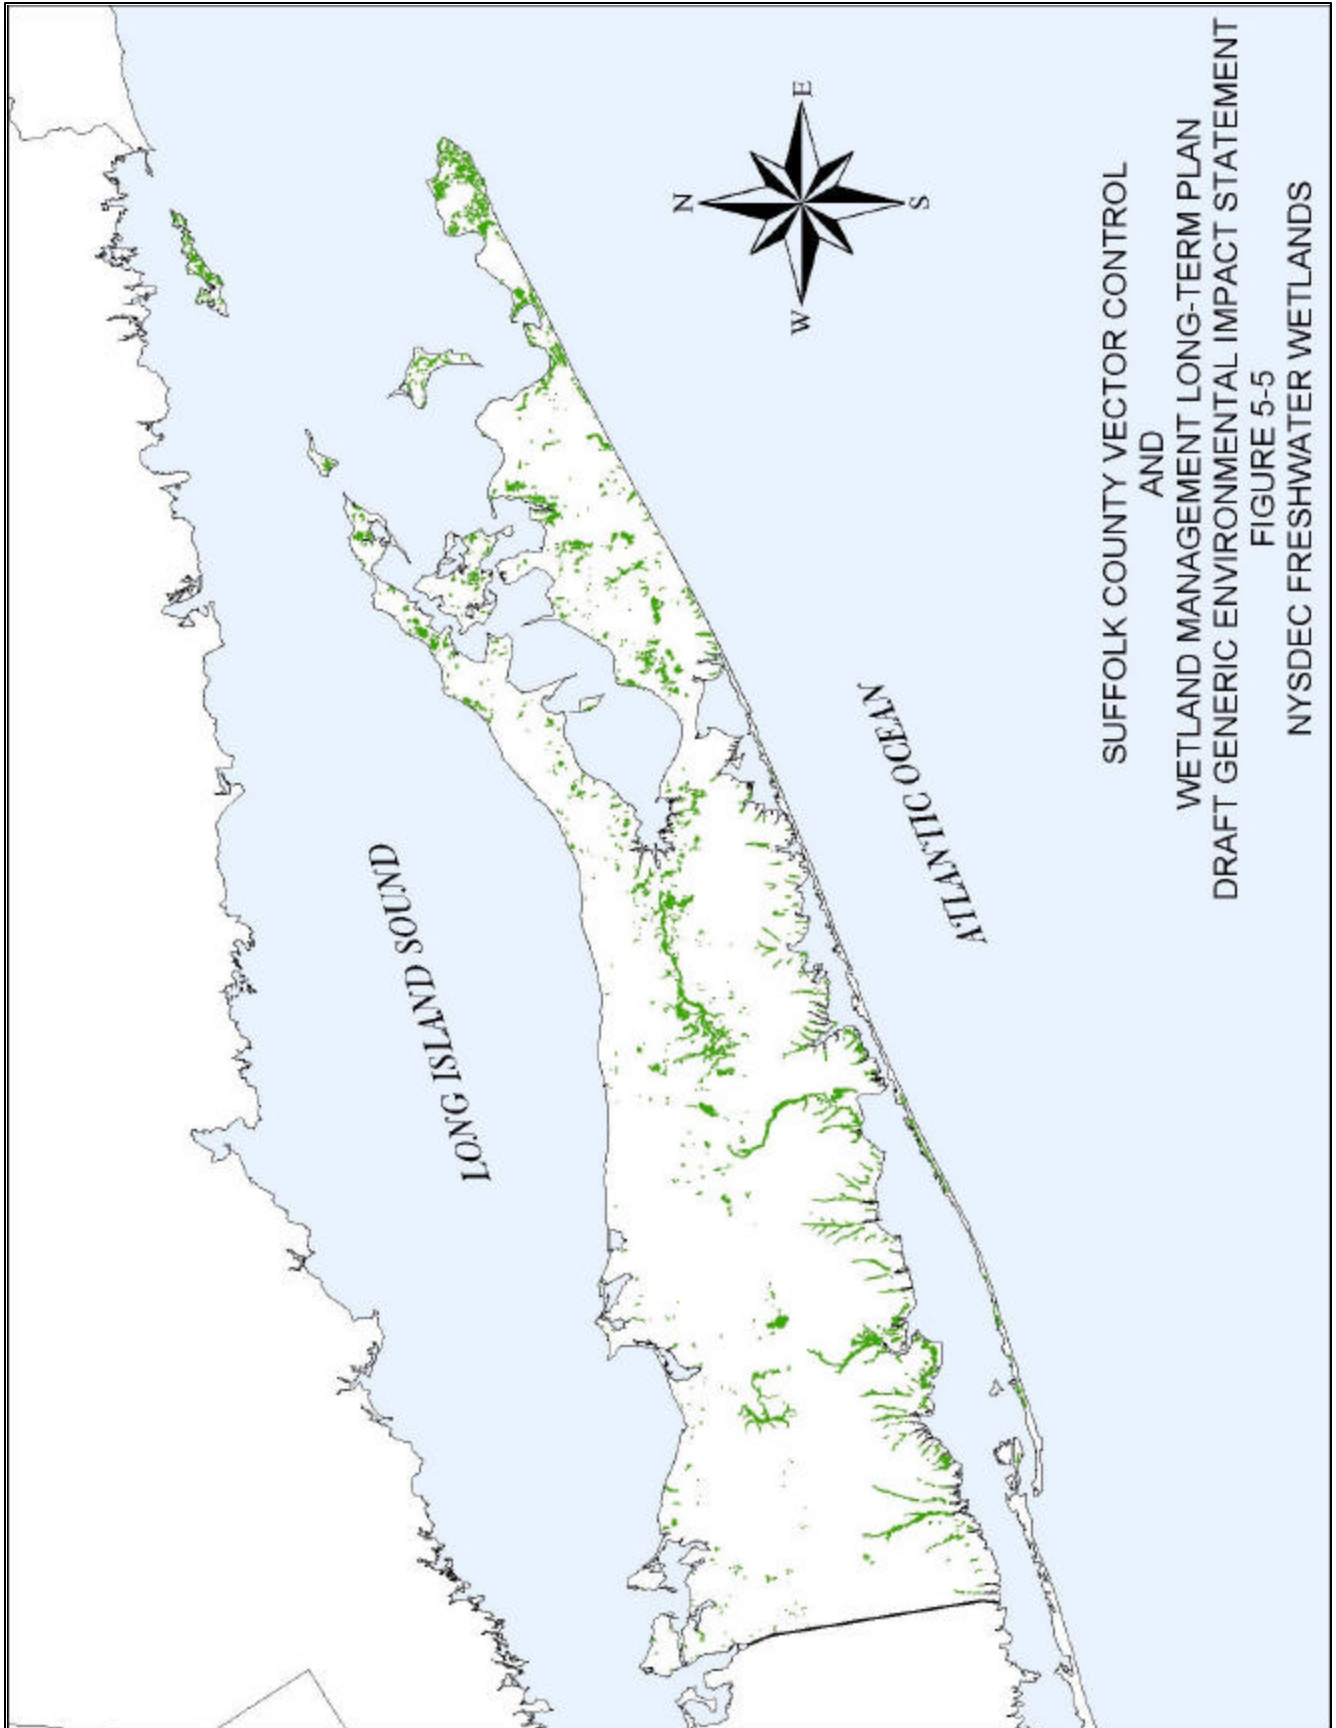 LONG ISLAND SOUND
ATLANTIC OCEAN
N
W
E
S
SUFFOLK COUNTY VECTOR CONTROL
AND
WETLAND MANAGEMENT LONG-TERM PLAN
DRAFT GENERIC ENVIRONMENTAL IMPACT STATEMENT
FIGURE 5-5
NYSDEC FRESHWATER WETLANDS